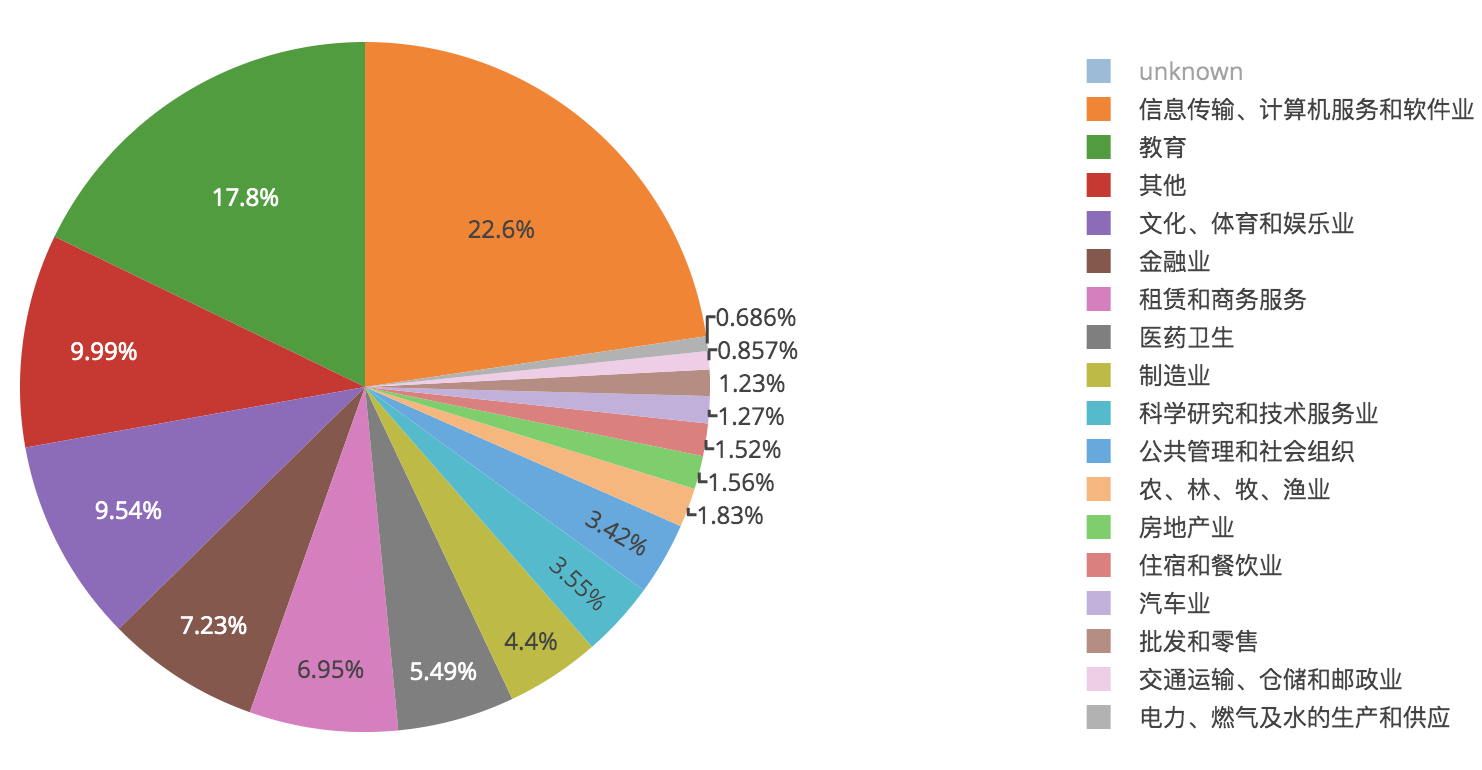 22.6%
17.8%
9.99%
9.54%
7.23%
6.95%
5.49%
4.4%
3.55%
3.42%
1.83%
1.56%
1.52%
1.27%
1.23%
0.857%
0.686%
unknown
信息传输、计算机服务和软件业
教育
其他
文化、体育和娱乐业
金融业
租赁和商务服务
医药卫生
制造业
科学研究和技术服务业
公共管理和社会组织
农、林、牧、渔业
房地产业
住宿和餐饮业
汽车业
批发和零售
交通运输、仓储和邮政业
电力、燃气及水的生产和供应